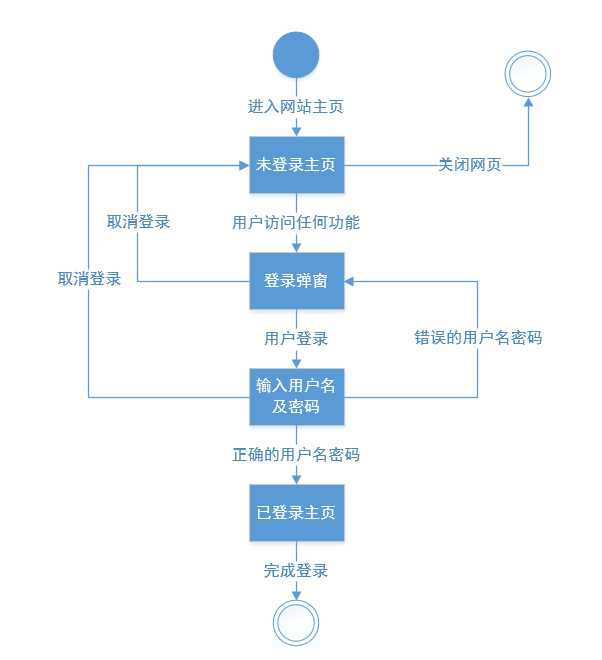 进入网站主页
未登录主页
关闭网页
取消登录
用户访问任何功能
取消登录
登录弹窗
用户登录
错误的用户名密码
输入用户名
及密码
正确的用户名密码
已登录主页
完成登录